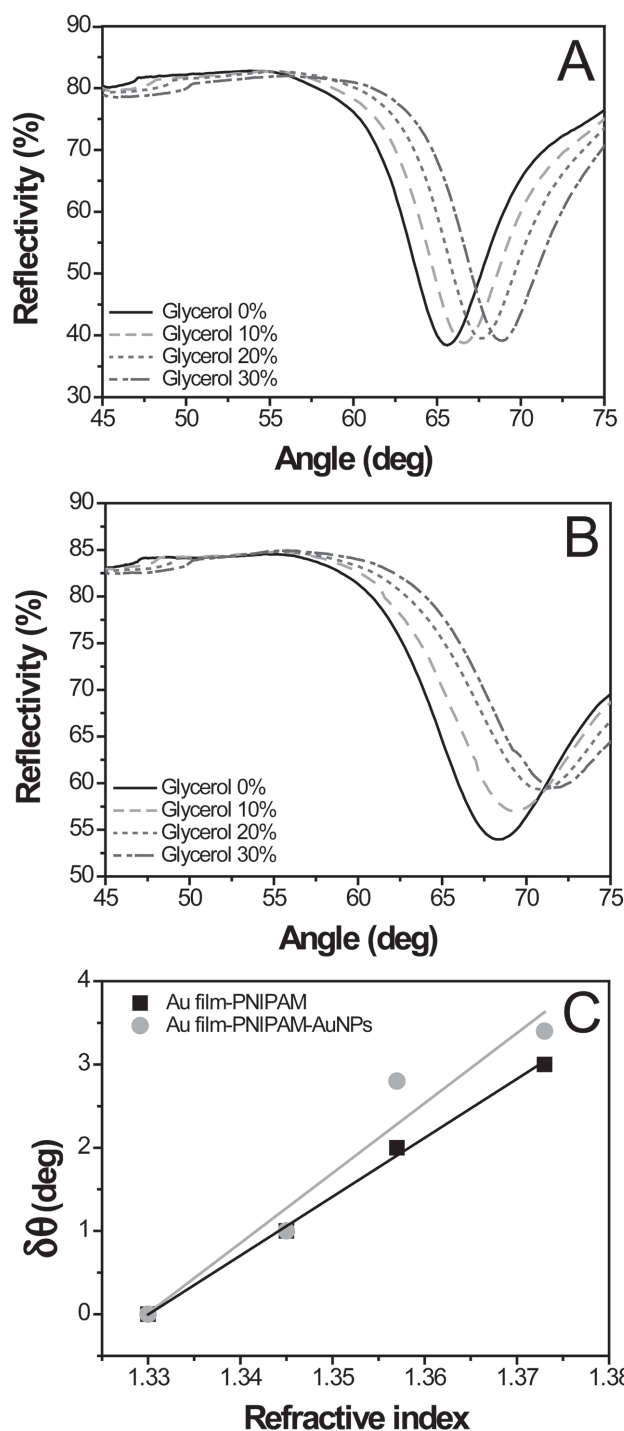 90
80
70
60
50
40
30
Reflectivity (%)
A
Glycerol 0%
Glycerol 10%
Glycerol 20%
Glycerol 30%
45 50 55 60 65 70 75
Angle (deg)
90
85
80
75
70
65
60
55
50
Reflectivity (%)
B
Glycerol 0%
Glycerol 10%
Glycerol 20%
Glycerol 30%
45 50 55 60 65 70 75
Angle (deg)
4
3
2
1
0
δθ (deg)
Au film-PNIPAM
Au film-PNIPAM-AuNPs
C
1.33 1.34 1.35 1.36 1.37 1.38
Refractive index